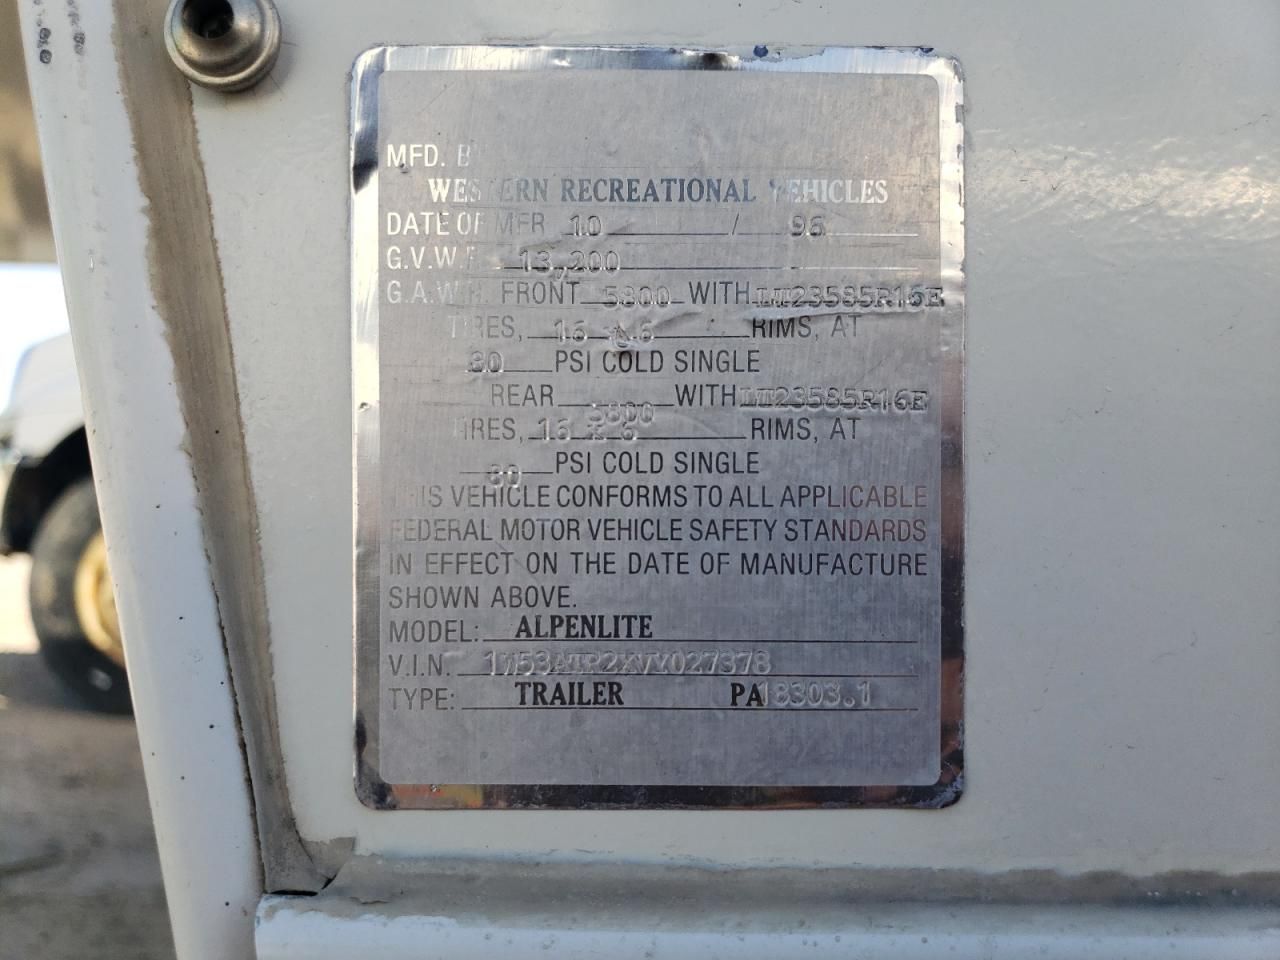 MFD. B
WESTERN RECREATIONAL VEHICLES
DATE OF MFR 10 / 96
G.V.W.R 13,200
G.A.W.R. FRONT 5800 WITH LT23585R16E
TIRES, 16 x 6 RIMS, AT
80 PSI COLD SINGLE
REAR 5800 WITH LT23585R16E
TIRES, 16 x 6 RIMS, AT
80 PSI COLD SINGLE
THIS VEHICLE CONFORMS TO ALL APPLICABLE
FEDERAL MOTOR VEHICLE SAFETY STANDARDS
IN EFFECT ON THE DATE OF MANUFACTURE
SHOWN ABOVE.
MODEL: ALPENLITE
V.I.N. 1W53ATP2XVY027378
TYPE: TRAILER PA18303.1